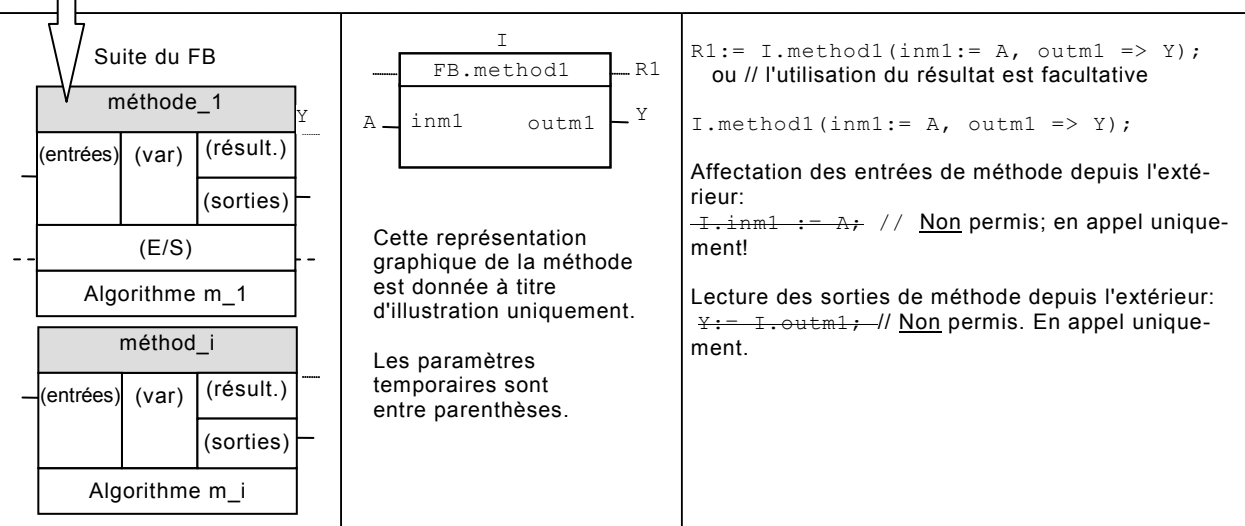 Suite du FB
méthode_1
Y
(entrées)
(var)
(résult.)
(sorties)
(E/S)
Algorithme m_1
méthod_i
(entrées)
(var)
(résult.)
(sorties)
Algorithme m_i
I
FB.method1
R1
A
inm1
outm1
Y
Cette représentation
graphique de la méthode
est donnée à titre
d'illustration uniquement.
Les paramètres
temporaires sont
entre parenthèses.
R1:= I.method1(inm1:= A, outm1 => Y);
ou // l'utilisation du résultat est facultative
I.method1(inm1:= A, outm1 => Y);
Affectation des entrées de méthode depuis l'exté-
rieur:
I.inm1 := A; // Non permis; en appel unique-
ment!
Lecture des sorties de méthode depuis l'extérieur:
Y:= I.outm1; // Non permis. En appel unique-
ment.